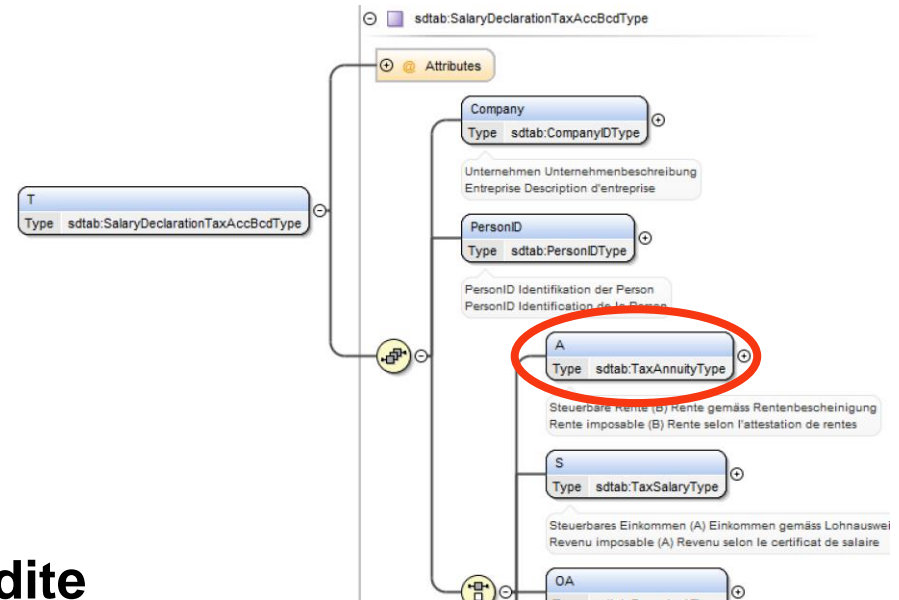 sdtab:SalaryDeclarationTaxAccBcdType
@ Attributes
Company
Type sdtab:CompanyIDType
Unternehmen Unternehmenbeschreibung
Entreprise Description d'entreprise
T
Type sdtab:SalaryDeclarationTaxAccBcdType
PersonID
Type sdtab:PersonIDType
PersonID Identifikation der Person
PersonID Identification de la Person
A
Type sdtab:TaxAnnuityType
Steuerbare Rente (B) Rente gemäss Rentenbescheinigung
Rente imposable (B) Rente selon l'attestation de rentes
S
Type sdtab:TaxSalaryType
Steuerbares Einkommen (A) Einkommen gemäss Lohnauswei
Revenu imposable (A) Revenu selon le certificat de salaire
dite
OA